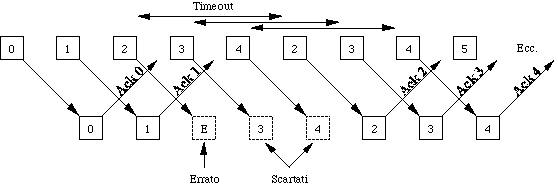 Timeout
0 1 2 3 4 2 3 4 5 Ecc.
Ack 0 Ack 1 Ack 2 Ack 3 Ack 4
0 1 E 3 4 2 3 4
Errato Scartati